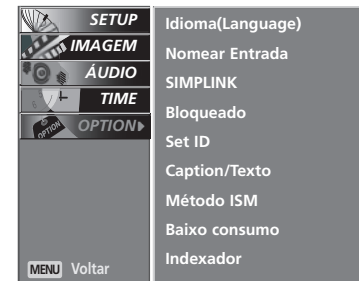 SETUP
IMAGEM
ÁUDIO
TIME
OPTION
OPTION
MENU Voltar
Idioma(Language)
Nomear Entrada
SIMPLINK
Bloqueado
Set ID
Caption/Texto
Método ISM
Baixo consumo
Indexador